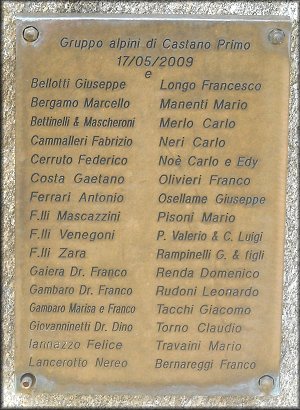 Gruppo alpini di Castano Primo
17/05/2009
e
Bellotti Giuseppe
Bergamo Marcello
Bettinelli & Mascheroni
Cammalleri Fabrizio
Cerruto Federico
Costa Gaetano
Ferrari Antonio
F.lli Mascazzini
F.lli Venegoni
F.lli Zara
Gaiera Dr. Franco
Gambaro Dr. Franco
Gambaro Marisa e Franco
Giovanninetti Dr. Dino
Iannazzo Felice
Lancerotto Nereo
Longo Francesco
Manenti Mario
Merlo Carlo
Neri Carlo
Noè Carlo e Edy
Olivieri Franco
Osellame Giuseppe
Pisoni Mario
P. Valerio & C. Luigi
Rampinelli G. & figli
Renda Domenico
Rudoni Leonardo
Tacchi Giacomo
Torno Claudio
Travaini Mario
Bernareggi Franco